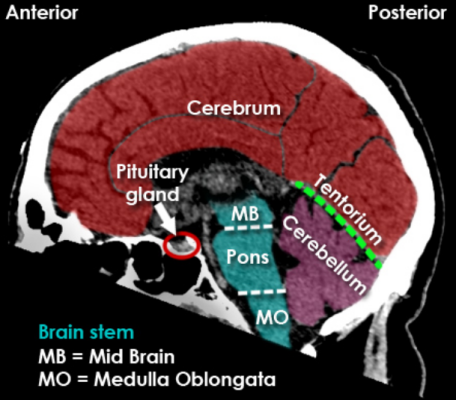 Anterior
Posterior
Cerebrum
Pituitary
gland
Tentorium
MB
Cerebellum
Pons
MO
Brain stem
MB = Mid Brain
MO = Medulla Oblongata